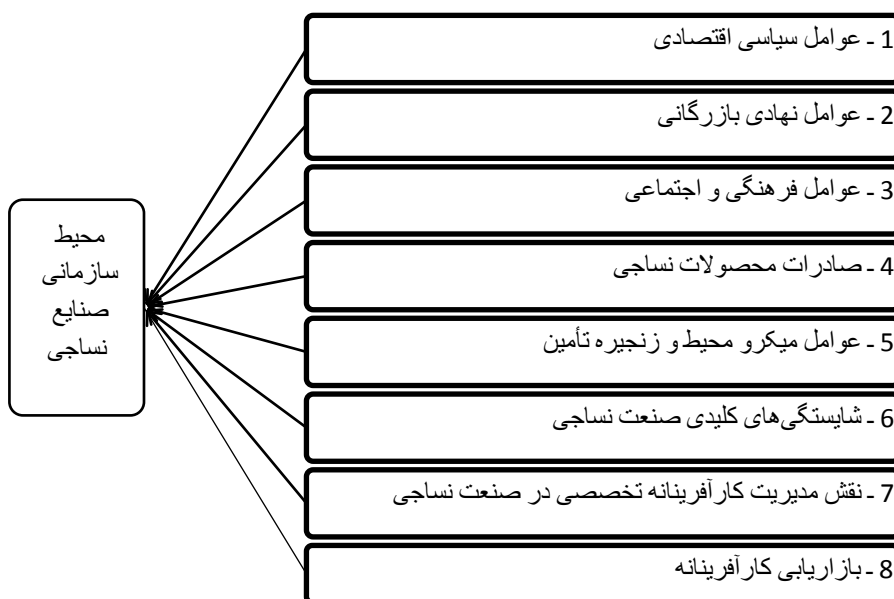 1 ـ عوامل سیاسی اقتصادی
2 ـ عوامل نهادی بازرگانی
3 ـ عوامل فرهنگی و اجتماعی
4 ـ صادرات محصولات نساجی
5 ـ عوامل میکرو محیط و زنجیره تأمین
6 ـ شایستگی‌های کلیدی صنعت نساجی
7 ـ نقش مدیریت کارآفرینانه تخصصی در صنعت نساجی
8 ـ بازاریابی کارآفرینانه
محیط
سازمانی
صنایع
نساجی